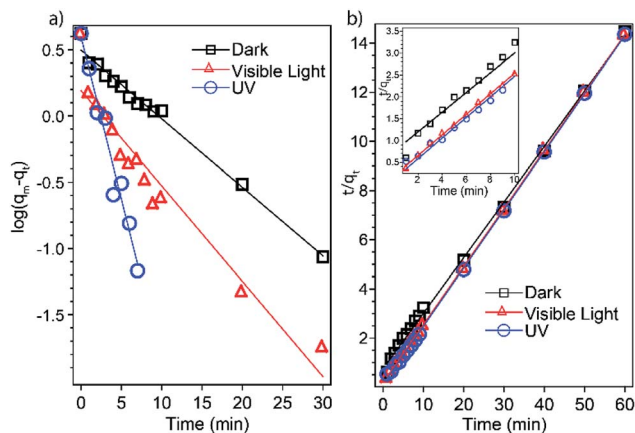 a)
Dark
Visible Light
UV
0.5
0.0
-0.5
-1.0
-1.5
log(qm-qt)
0 5 10 15 20 25 30
Time (min)
b)
14
12
10
8
6
4
2
t/qt
0 10 20 30 40 50 60
Time (min)
3.5
3.0
2.5
2.0
1.5
1.0
0.5
t/qt
2 4 6 8 10
Time (min)
Dark
Visible Light
UV